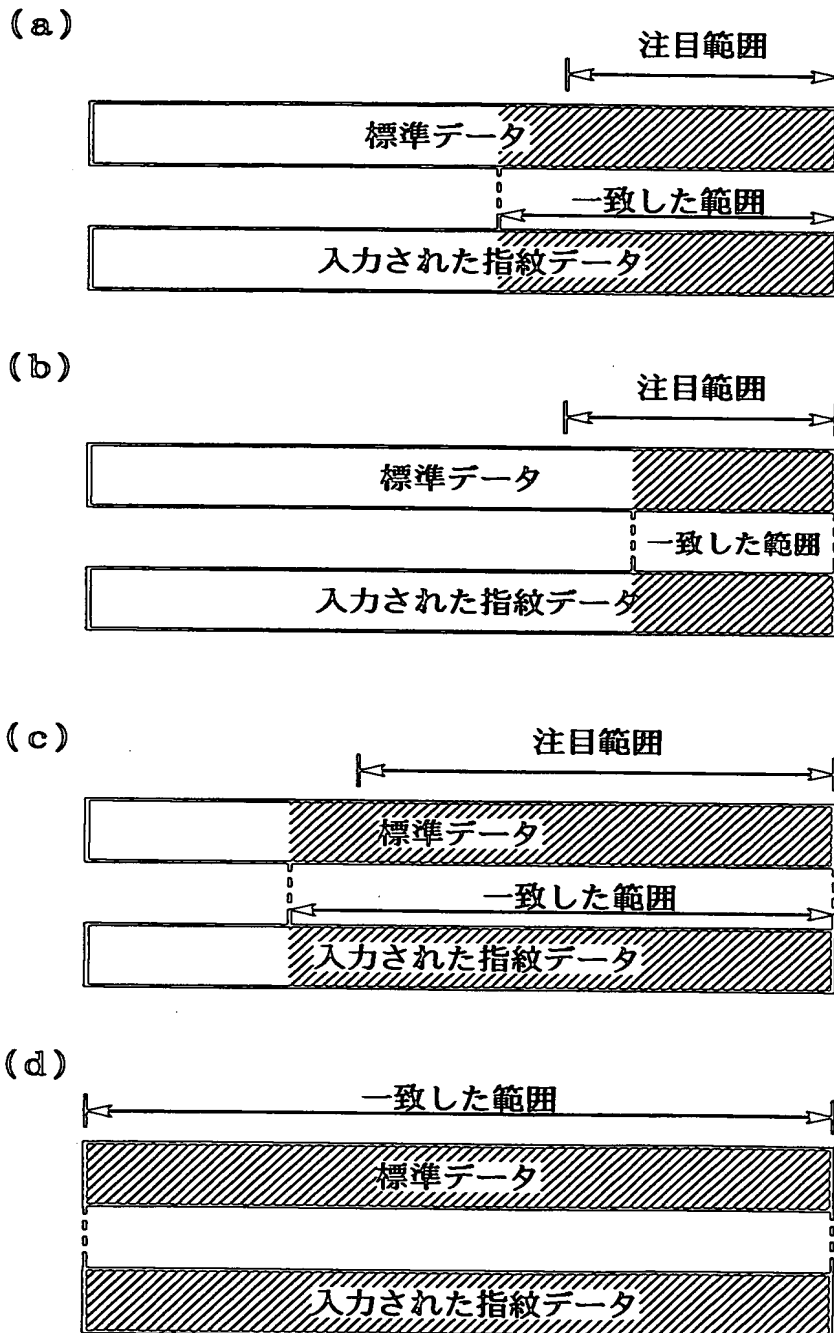 (a)
注目範囲
標準データ
一致した範囲
入力された指紋データ
(b)
注目範囲
標準データ
一致した範囲
入力された指紋データ
(c)
注目範囲
標準データ
一致した範囲
入力された指紋データ
(d)
一致した範囲
標準データ
入力された指紋データ